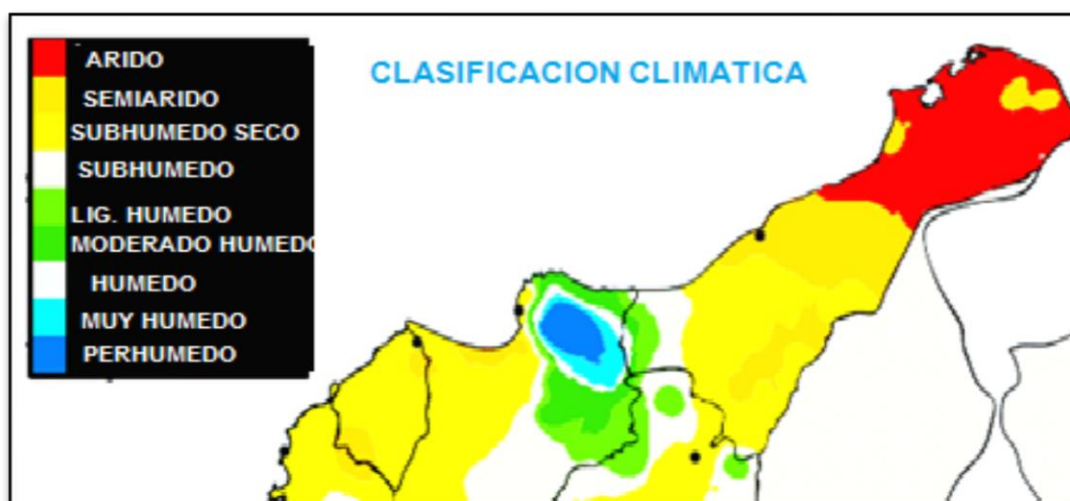 CLASIFICACION CLIMATICA
ARIDO
SEMIARIDO
SUBHUMEDO SECO
SUBHUMEDO
LIG. HUMEDO
MODERADO HUMEDO
HUMEDO
MUY HUMEDO
PERHUMEDO